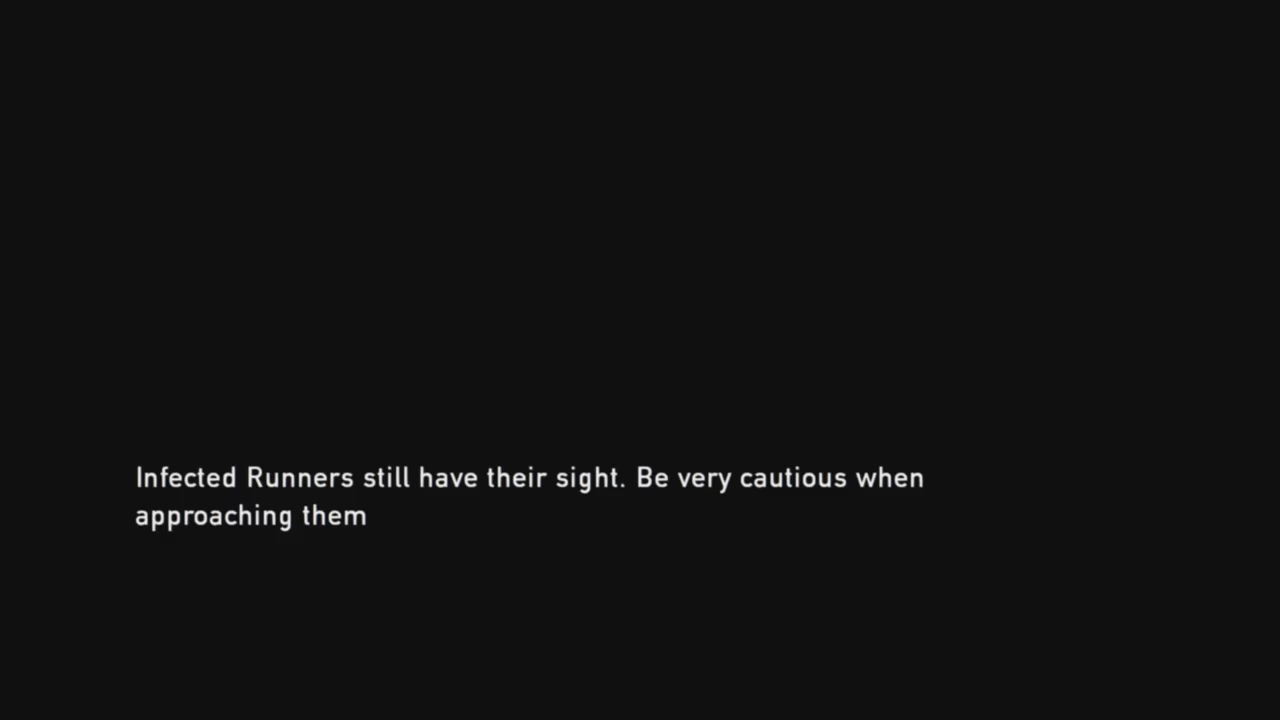 Infected Runners still have their sight. Be very cautious when
approaching them